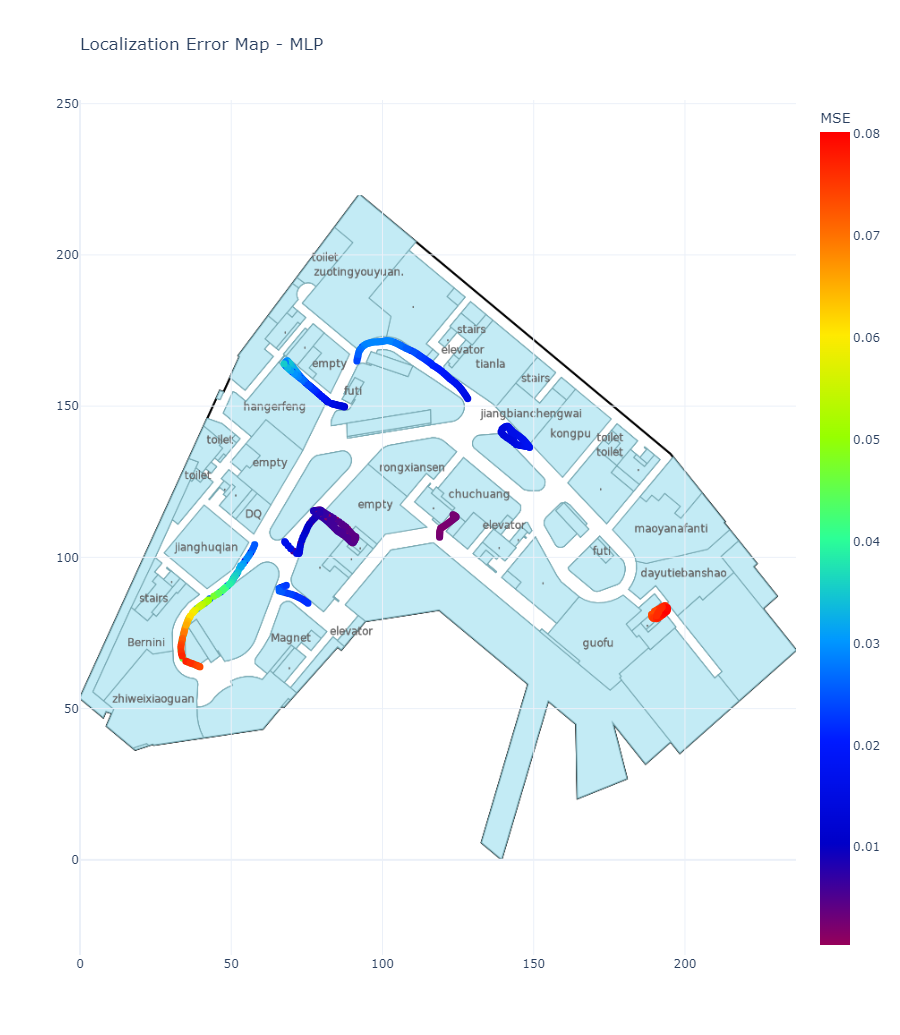 Localization Error Map - MLP
MSE
250
200
150
100
50
0
0
50
100
150
200
0.08
0.07
0.06
0.05
0.04
0.03
0.02
0.01
toilet
zuotingyouyuan.
stairs
elevator
tianla
empty
stairs
futi
hangerfeng
kongpu
toilet
toilet
toilet
empty
rongxiansen
toilet
chuchuang
empty
DQ
elevator
maoyanafanti
jianghuqian
futi
dayutiebanshao
stairs
elevator
Magnet
Bernini
guofu
zhiweixiaoguan